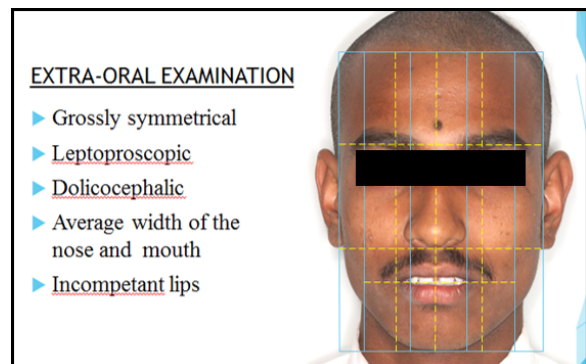 EXTRA-ORAL EXAMINATION
Grossly symmetrical
Leptoproscopic
Dolicocephalic
Average width of the
nose and mouth
Incompetant lips